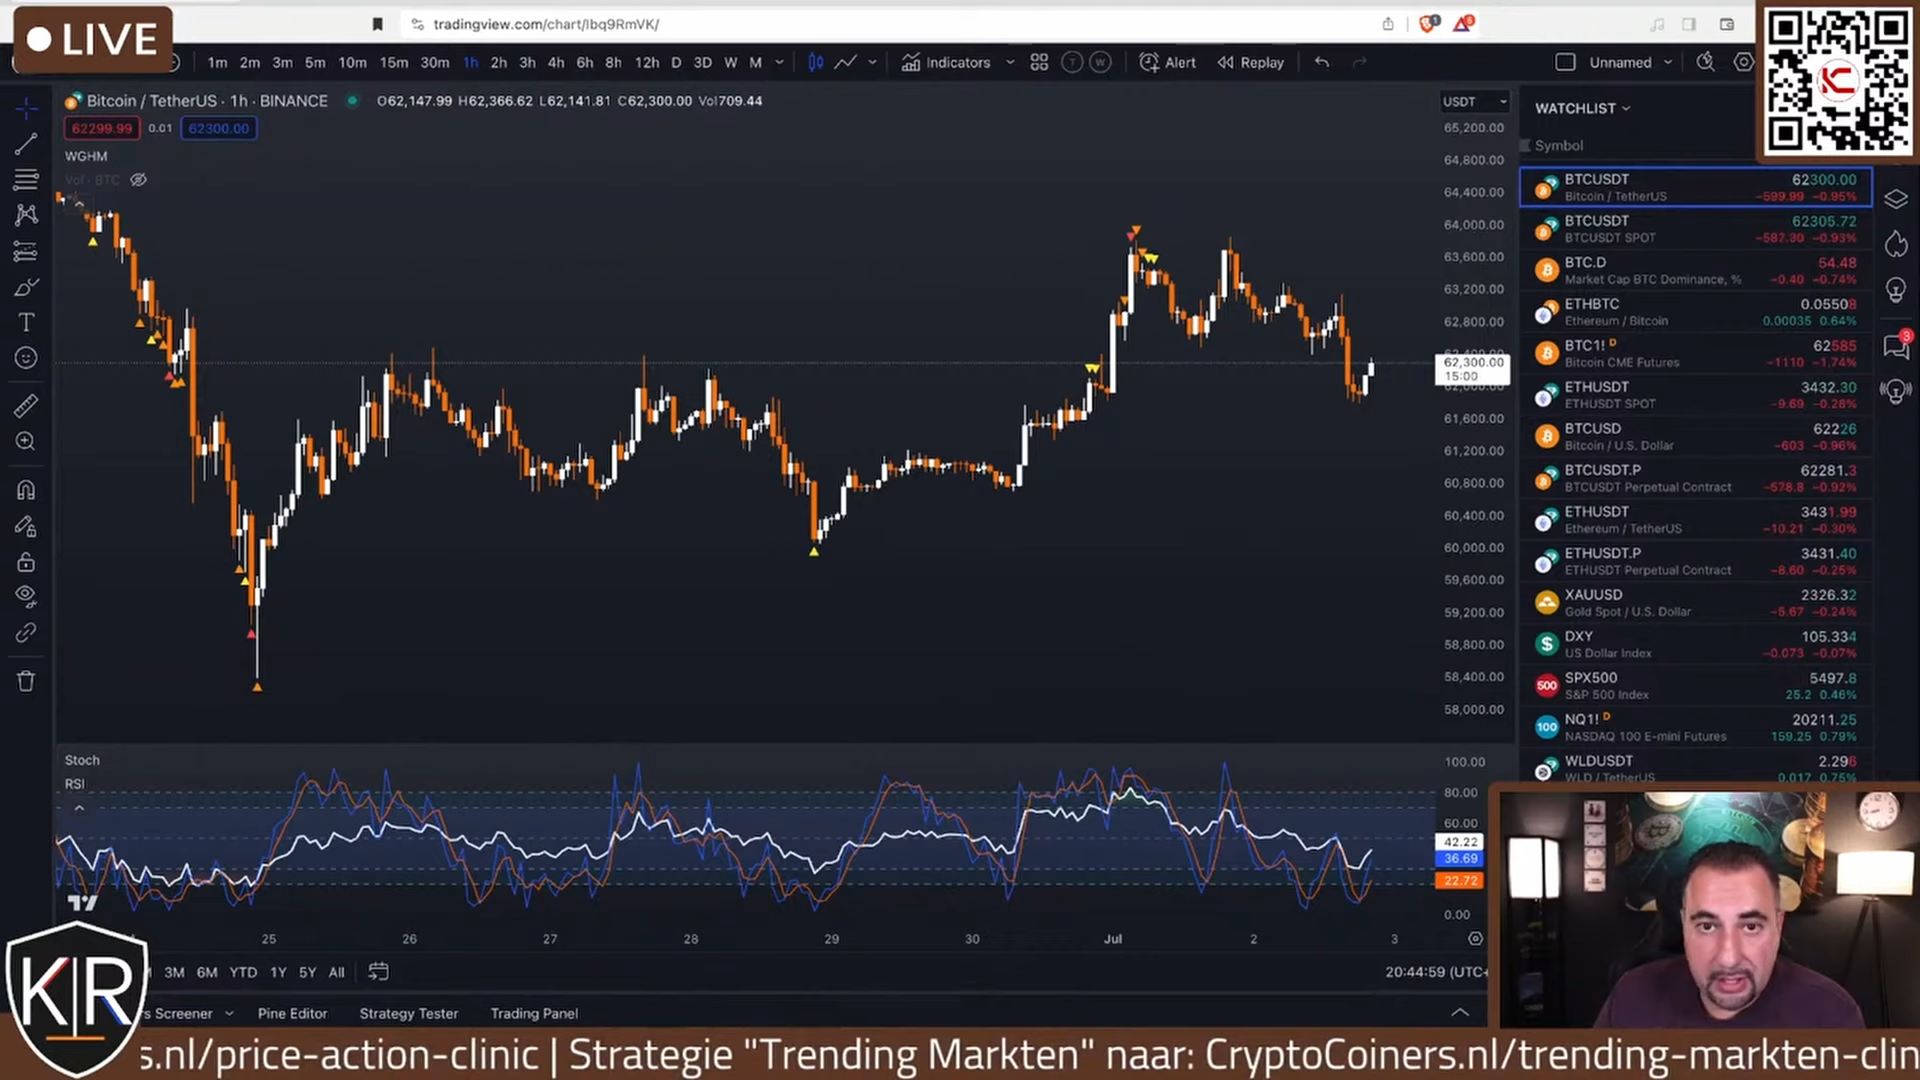 LIVE
tradingview.com/chart/lbq9RmVK/
1m 2m 3m 5m 10m 15m 30m 1h 2h 3h 4h 6h 8h 12h D 3D W M
Indicators
T W
Alert
Replay
Unnamed
Bitcoin / TetherUS · 1h · BINANCE O62,147.99 H62,366.62 L62,141.81 C62,300.00 Vol709.44
62299.99 0.01 62300.00
WGHM
Vol · BTC
USDT
65,200.00
64,800.00
64,400.00
64,000.00
63,600.00
63,200.00
62,800.00
62,300.00
15:00
61,600.00
61,200.00
60,800.00
60,400.00
60,000.00
59,600.00
59,200.00
58,800.00
58,400.00
58,000.00
WATCHLIST
Symbol
BTCUSDT 62300.00
Bitcoin / TetherUS −599.99 −0.95%
BTCUSDT 62305.72
BTCUSDT SPOT −587.30 −0.93%
BTC.D 54.48
Market Cap BTC Dominance, % −0.40 −0.74%
ETHBTC 0.05508
Ethereum / Bitcoin 0.00035 0.64%
BTC1! D 62585
Bitcoin CME Futures −1110 −1.74%
ETHUSDT 3432.30
ETHUSDT SPOT −9.69 −0.28%
BTCUSD 62226
Bitcoin / U.S. Dollar −603 −0.96%
BTCUSDT.P 62281.3
BTCUSDT Perpetual Contract −578.8 −0.92%
ETHUSDT 3431.99
Ethereum / TetherUS −10.21 −0.30%
ETHUSDT.P 3431.40
ETHUSDT Perpetual Contract −8.60 −0.25%
XAUUSD 2326.32
Gold Spot / U.S. Dollar −5.67 −0.24%
DXY 105.334
US Dollar Index −0.073 −0.07%
500 SPX500 5497.8
S&P 500 Index 25.2 0.46%
100 NQ1! D 20211.25
NASDAQ 100 E-mini Futures 159.25 0.79%
WLDUSDT 2.296
WLD / TetherUS 0.017 0.75%
3
Stoch
RSI
100.00
80.00
60.00
42.22
36.69
22.72
0.00
25 26 27 28 29 30 Jul 2 3
3M 6M YTD 1Y 5Y All
20:44:59 (UTC+
KR
rs Screener Pine Editor Strategy Tester Trading Panel
s.nl/price-action-clinic | Strategie "Trending Markten" naar: CryptoCoiners.nl/trending-markten-clin